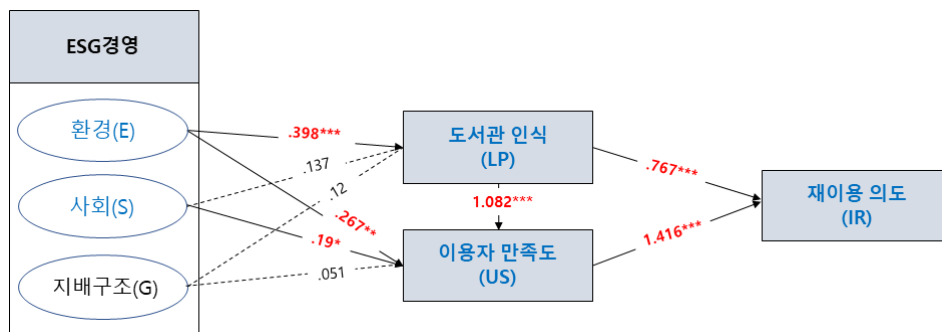 ESG경영
환경(E)
사회(S)
지배구조(G)
.398***
.137
.12
.267**
.19*
.051
도서관 인식
(LP)
1.082***
이용자 만족도
(US)
.767***
1.416***
재이용 의도
(IR)